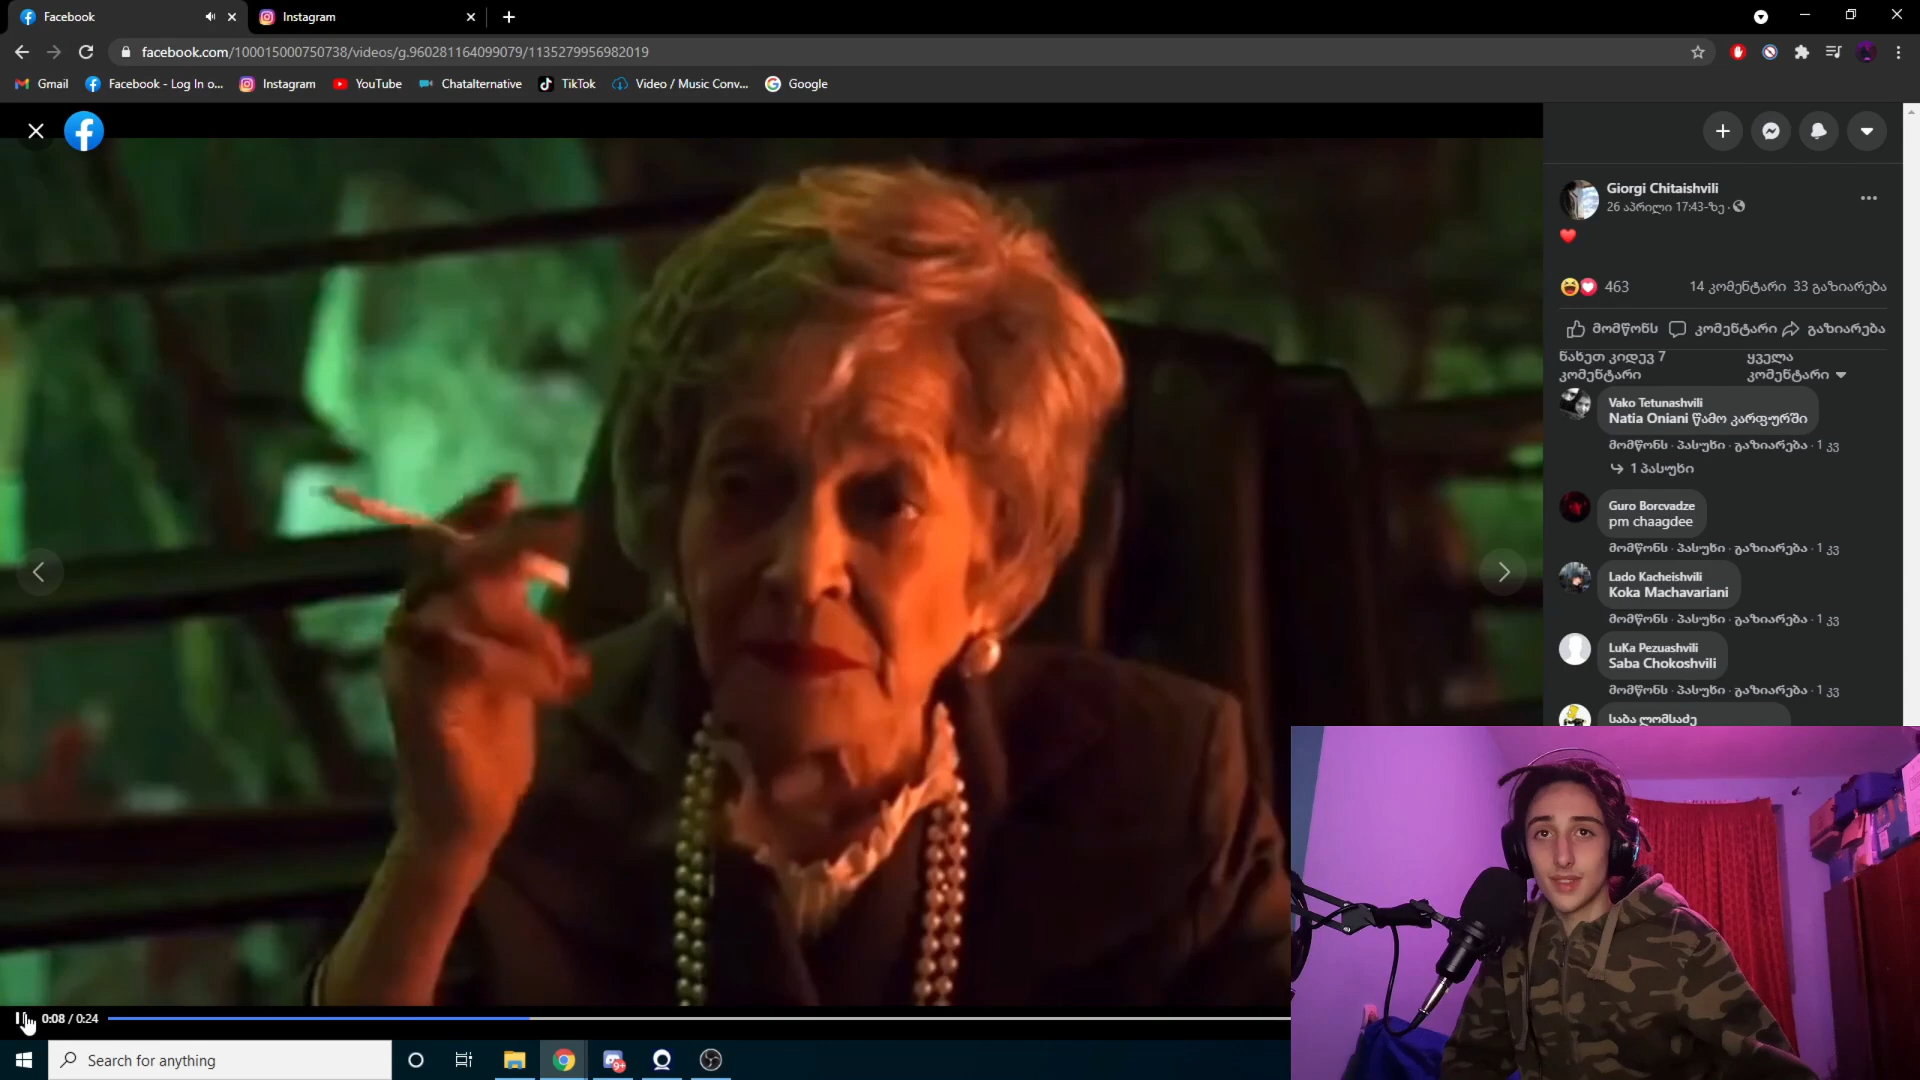 Facebook
Instagram
facebook.com/100015000750738/videos/g.960281164099079/1135279956982019
Gmail
Facebook - Log In o...
Instagram
YouTube
Chatalternative
TikTok
Video / Music Conv...
Google
Giorgi Chitaishvili
26 აპრილი 17:43-ზე ·
463
14 კომენტარი 33 გაზიარება
მომწონს კომენტარი გაზიარება
ნახეთ კიდევ 7 კომენტარი
ყველა კომენტარი
Vako Tetunashvili
Natia Oniani წამო კარფურში
მომწონს · პასუხი · გაზიარება · 1 კვ
1 პასუხი
Guro Borcvadze
pm chaagdee
მომწონს · პასუხი · გაზიარება · 1 კვ
Lado Kacheishvili
Koka Machavariani
მომწონს · პასუხი · გაზიარება · 1 კვ
LuKa Pezuashvili
Saba Chokoshvili
მომწონს · პასუხი · გაზიარება · 1 კვ
საბა ლომსაძე
0:08 / 0:24
Search for anything
9+